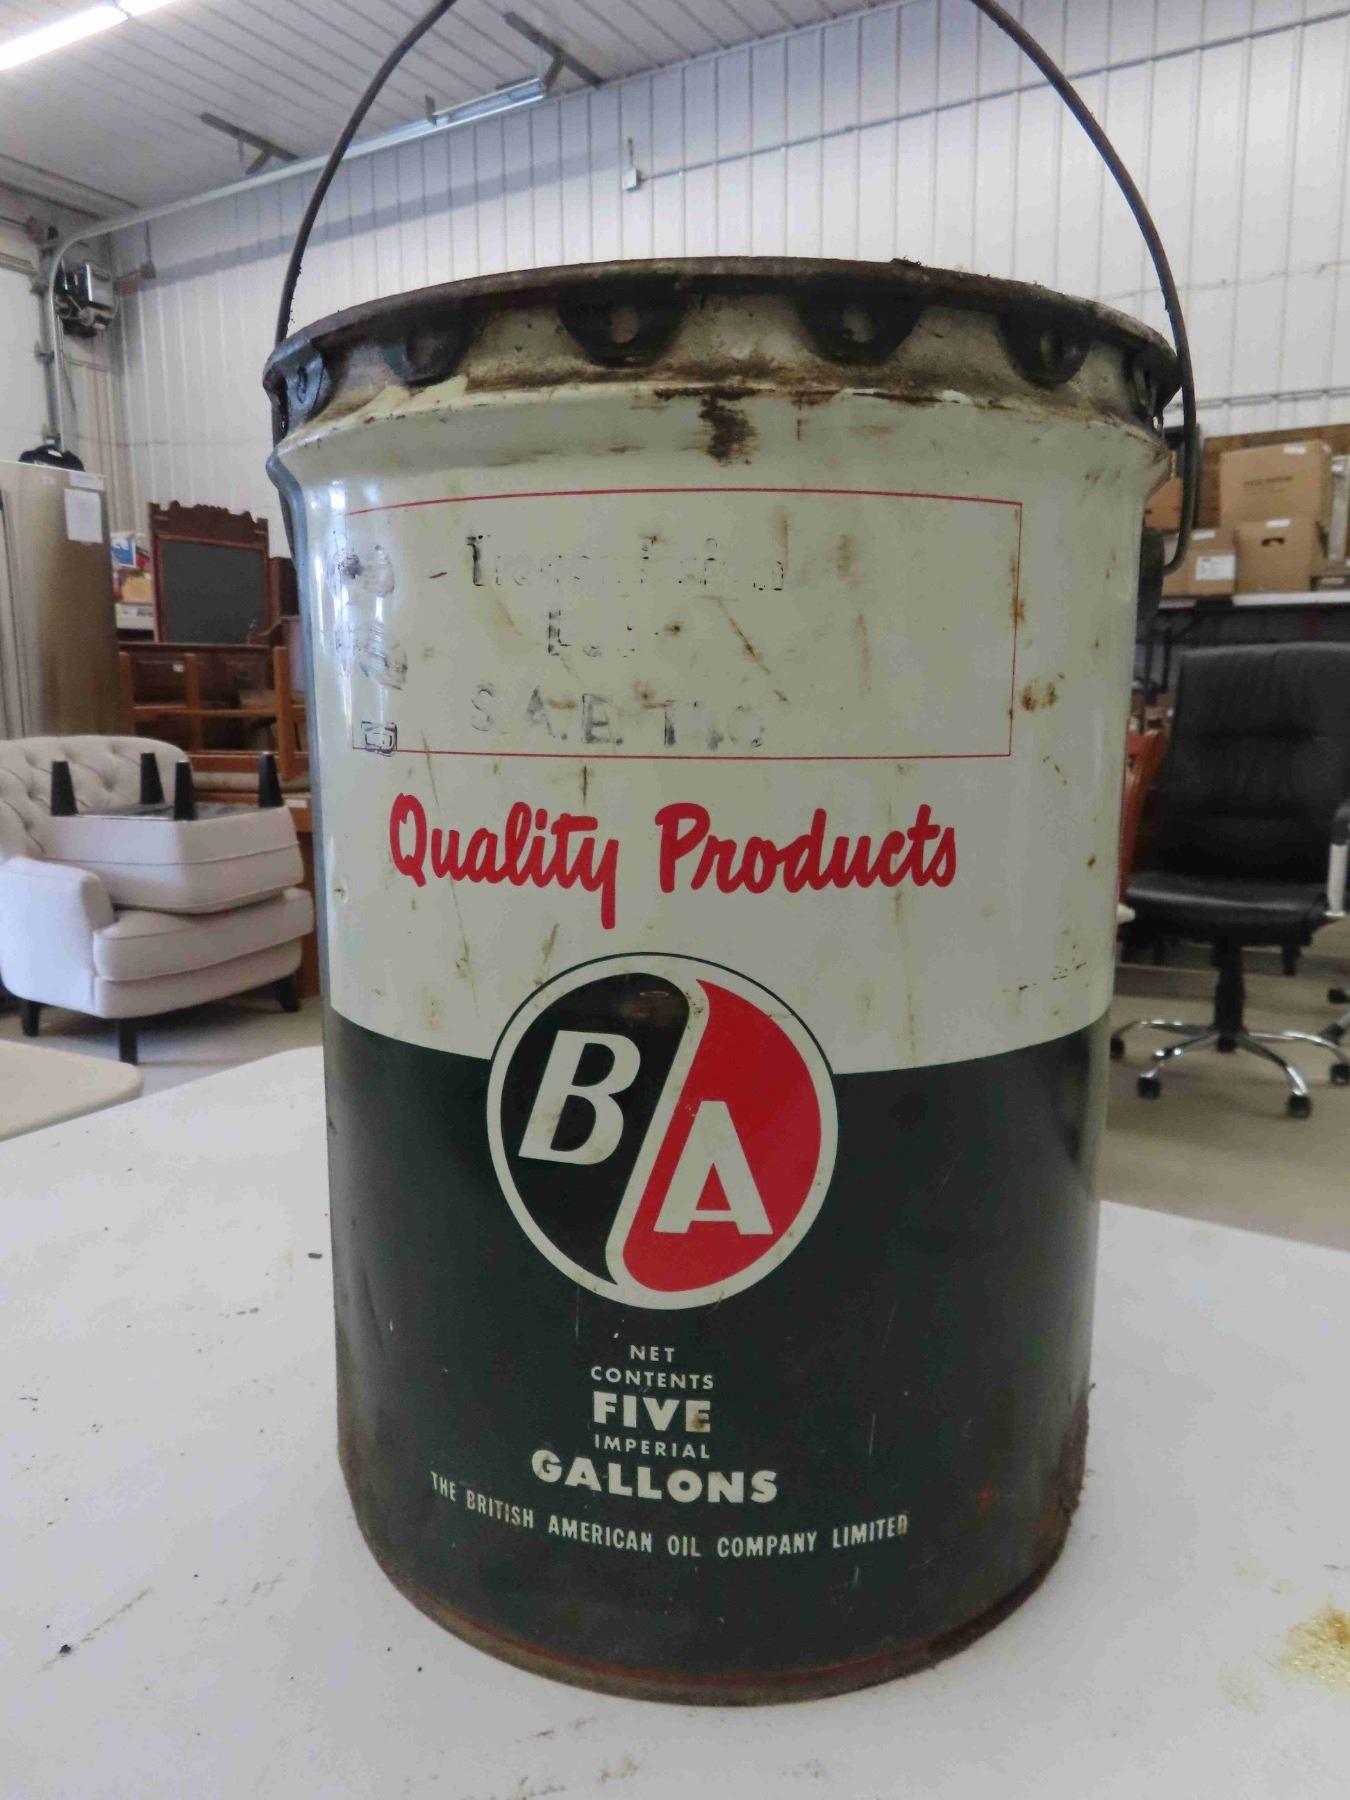 S.A.E.
Quality Products
B A
NET
CONTENTS
FIVE
IMPERIAL
GALLONS
THE BRITISH AMERICAN OIL COMPANY LIMITED